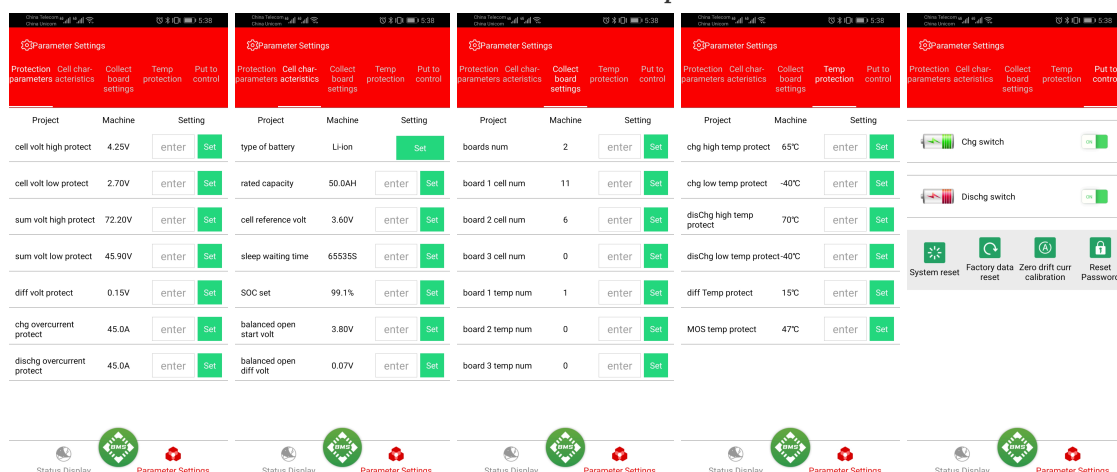 China Telecom
China Unicom
5:38
Parameter Settings
Protection parameters
Cell char-acteristics
Collect board settings
Temp protection
Put to control
Project Machine Setting
cell volt high protect 4.25V enter Set
cell volt low protect 2.70V enter Set
sum volt high protect 72.20V enter Set
sum volt low protect 45.90V enter Set
diff volt protect 0.15V enter Set
chg overcurrent protect 45.0A enter Set
dischg overcurrent protect 45.0A enter Set
Status Display
BMS
Parameter Settings
China Telecom
China Unicom
5:38
Parameter Settings
Protection parameters
Cell char-acteristics
Collect board settings
Temp protection
Put to control
Project Machine Setting
type of battery Li-ion Set
rated capacity 50.0AH enter Set
cell reference volt 3.60V enter Set
sleep waiting time 65535S enter Set
SOC set 99.1% enter Set
balanced open start volt 3.80V enter Set
balanced open diff volt 0.07V enter Set
Status Display
BMS
Parameter Settings
China Telecom
China Unicom
5:38
Parameter Settings
Protection parameters
Cell char-acteristics
Collect board settings
Temp protection
Put to control
Project Machine Setting
boards num 2 enter Set
board 1 cell num 11 enter Set
board 2 cell num 6 enter Set
board 3 cell num 0 enter Set
board 1 temp num 1 enter Set
board 2 temp num 0 enter Set
board 3 temp num 0 enter Set
Status Display
BMS
Parameter Settings
China Telecom
China Unicom
5:38
Parameter Settings
Protection parameters
Cell char-acteristics
Collect board settings
Temp protection
Put to control
Project Machine Setting
chg high temp protect 65℃ enter Set
chg low temp protect -40℃ enter Set
disChg high temp protect 70℃ enter Set
disChg low temp protect -40℃ enter Set
diff Temp protect 15℃ enter Set
MOS temp protect 47℃ enter Set
Status Display
BMS
Parameter Settings
China Telecom
China Unicom
5:38
Parameter Settings
Protection parameters
Cell char-acteristics
Collect board settings
Temp protection
Put to control
Chg switch ON
Dischg switch ON
System reset
Factory data reset
Zero drift curr calibration
Reset Password
Status Display
BMS
Parameter Settings